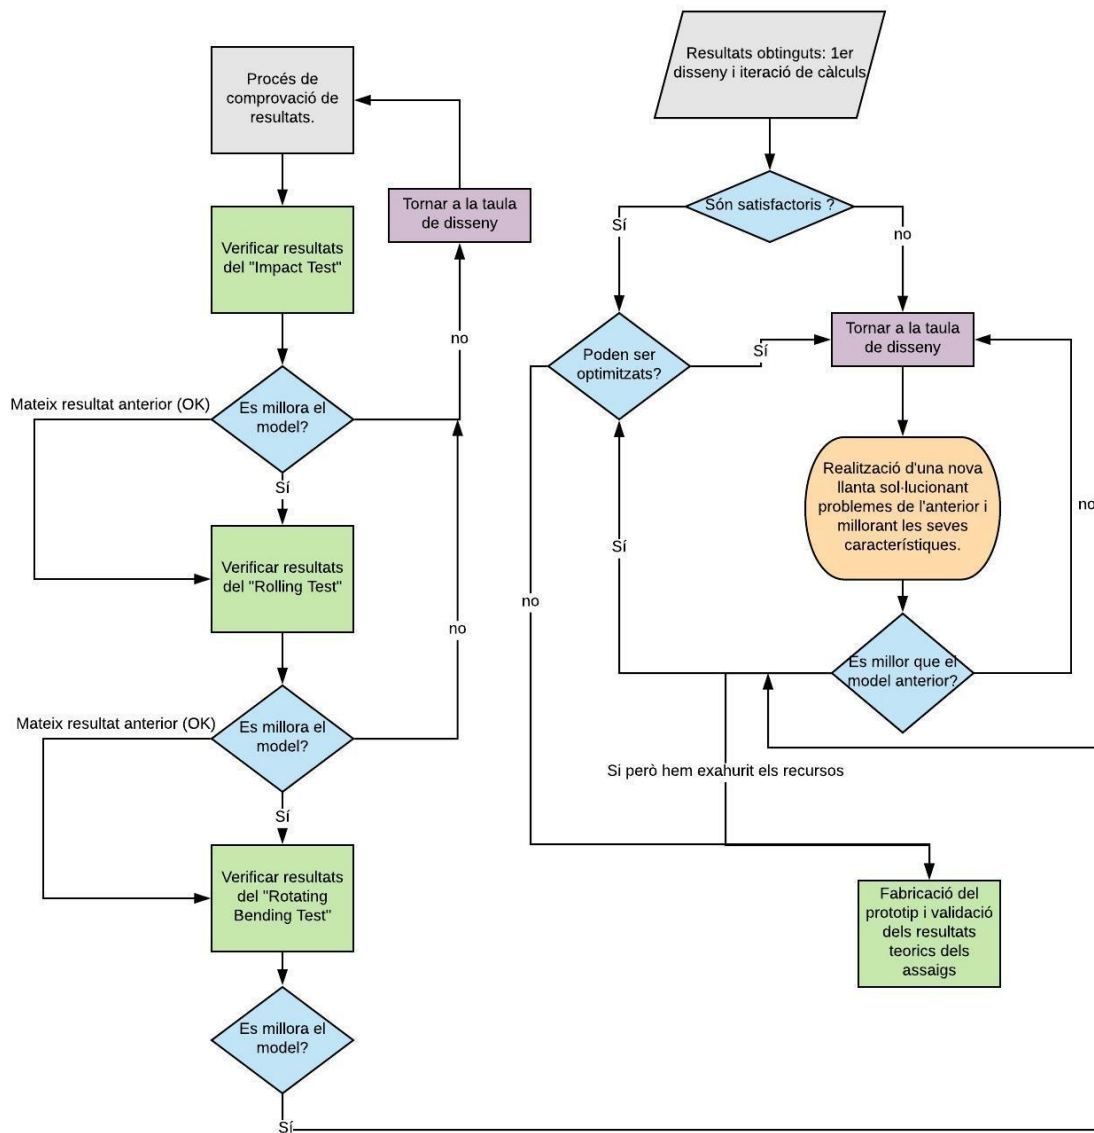 Procés de
comprovació de
resultats.
Tornar a la taula
de disseny
Verificar resultats
del "Impact Test"
no
Mateix resultat anterior (OK)
Es millora el
model?
Sí
Verificar resultats
del "Rolling Test"
no
Mateix resultat anterior (OK)
Es millora el
model?
Sí
Verificar resultats
del "Rotating
Bending Test"
Es millora el
model?
Sí
Resultats obtinguts: 1er
disseny i iteració de càlculs
Són satisfactoris ?
Sí
no
Poden ser
optimitzats?
Sí
Tornar a la taula
de disseny
Realització d'una nova
llanta sol·lucionant
problemes de l'anterior i
millorant les seves
característiques.
no
Sí
no
Es millor que el
model anterior?
Si però hem exahurit els recursos
Fabricació del
prototip i validació
dels resultats
teorics dels
assaigs